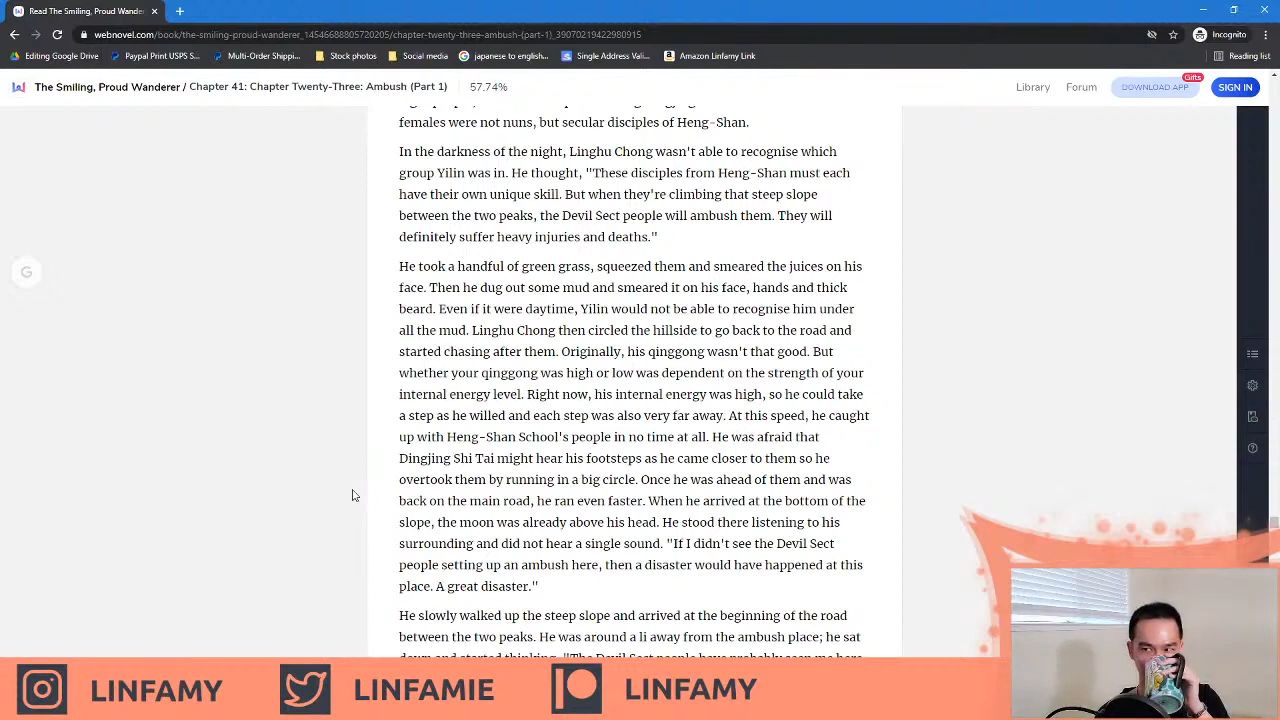 Read The Smiling, Proud Wander
Incognito
webnovel.com/book/the-smiling-proud-wanderer_14546688805720205/chapter-twenty-three-ambush-(part-1)_39070219422980915
Editing Google Drive
Paypal Print USPS S...
Multi-Order Shippi...
Stock photos
Social media
japanese to english...
Single Address Vali...
Amazon Linfamy Link
Reading list
The Smiling, Proud Wanderer / Chapter 41: Chapter Twenty-Three: Ambush (Part 1)
57.74%
Library
Forum
DOWNLOAD APP
Gifts
SIGN IN
females were not nuns, but secular disciples of Heng-Shan.
In the darkness of the night, Linghu Chong wasn't able to recognise which
group Yilin was in. He thought, "These disciples from Heng-Shan must each
have their own unique skill. But when they're climbing that steep slope
between the two peaks, the Devil Sect people will ambush them. They will
definitely suffer heavy injuries and deaths."
He took a handful of green grass, squeezed them and smeared the juices on his
face. Then he dug out some mud and smeared it on his face, hands and thick
beard. Even if it were daytime, Yilin would not be able to recognise him under
all the mud. Linghu Chong then circled the hillside to go back to the road and
started chasing after them. Originally, his qinggong wasn't that good. But
whether your qinggong was high or low was dependent on the strength of your
internal energy level. Right now, his internal energy was high, so he could take
a step as he willed and each step was also very far away. At this speed, he caught
up with Heng-Shan School's people in no time at all. He was afraid that
Dingjing Shi Tai might hear his footsteps as he came closer to them so he
overtook them by running in a big circle. Once he was ahead of them and was
back on the main road, he ran even faster. When he arrived at the bottom of the
slope, the moon was already above his head. He stood there listening to his
surrounding and did not hear a single sound. "If I didn't see the Devil Sect
people setting up an ambush here, then a disaster would have happened at this
place. A great disaster."
He slowly walked up the steep slope and arrived at the beginning of the road
between the two peaks. He was around a li away from the ambush place; he sat
LINFAMY
LINFAMIE
LINFAMY